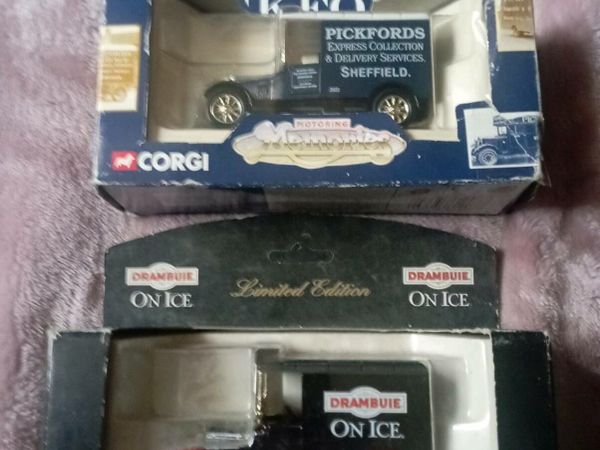 PICKFORDS
EXPRESS COLLECTION
& DELIVERY SERVICES.
SHEFFIELD.
MOTORING
Memories
CORGI
DRAMBUIE
ON ICE
Limited Edition
DRAMBUIE
ON ICE
DRAMBUIE
ON ICE